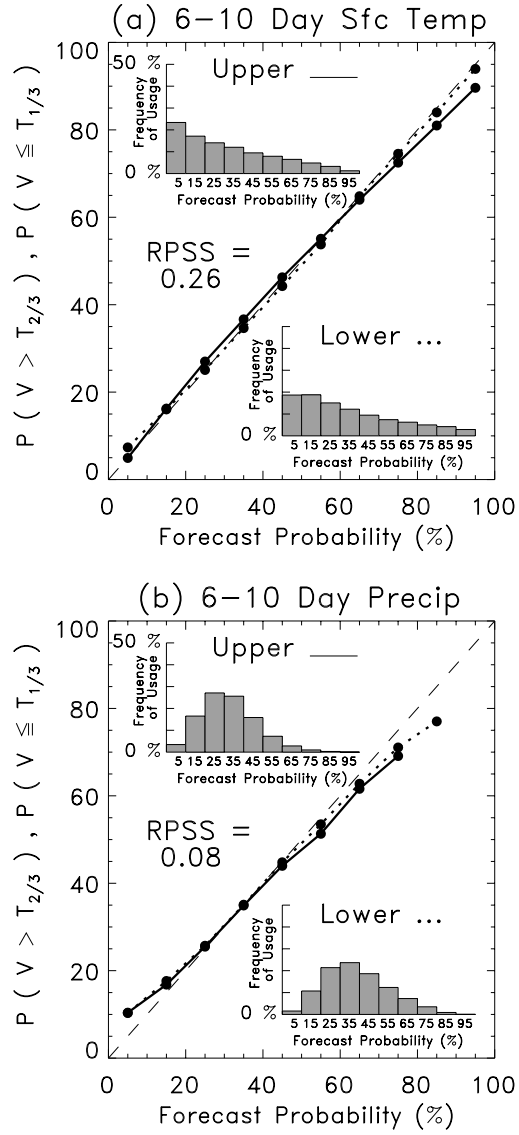 (a) 6-10 Day Sfc Temp
P ( V > T2/3 ) , P ( V ≦ T1/3 )
100
80
60
40
20
0
50 %
0 %
Frequency
of Usage
Upper ___
5 15 25 35 45 55 65 75 85 95
Forecast Probability (%)
RPSS =
0.26
Lower ...
Frequency
of Usage
0 %
5 15 25 35 45 55 65 75 85 95
Forecast Probability (%)
0 20 40 60 80 100
Forecast Probability (%)
(b) 6-10 Day Precip
P ( V > T2/3 ) , P ( V ≦ T1/3 )
100
80
60
40
20
0
50 %
0 %
Frequency
of Usage
Upper ___
5 15 25 35 45 55 65 75 85 95
Forecast Probability (%)
RPSS =
0.08
Lower ...
Frequency
of Usage
0 %
5 15 25 35 45 55 65 75 85 95
Forecast Probability (%)
0 20 40 60 80 100
Forecast Probability (%)